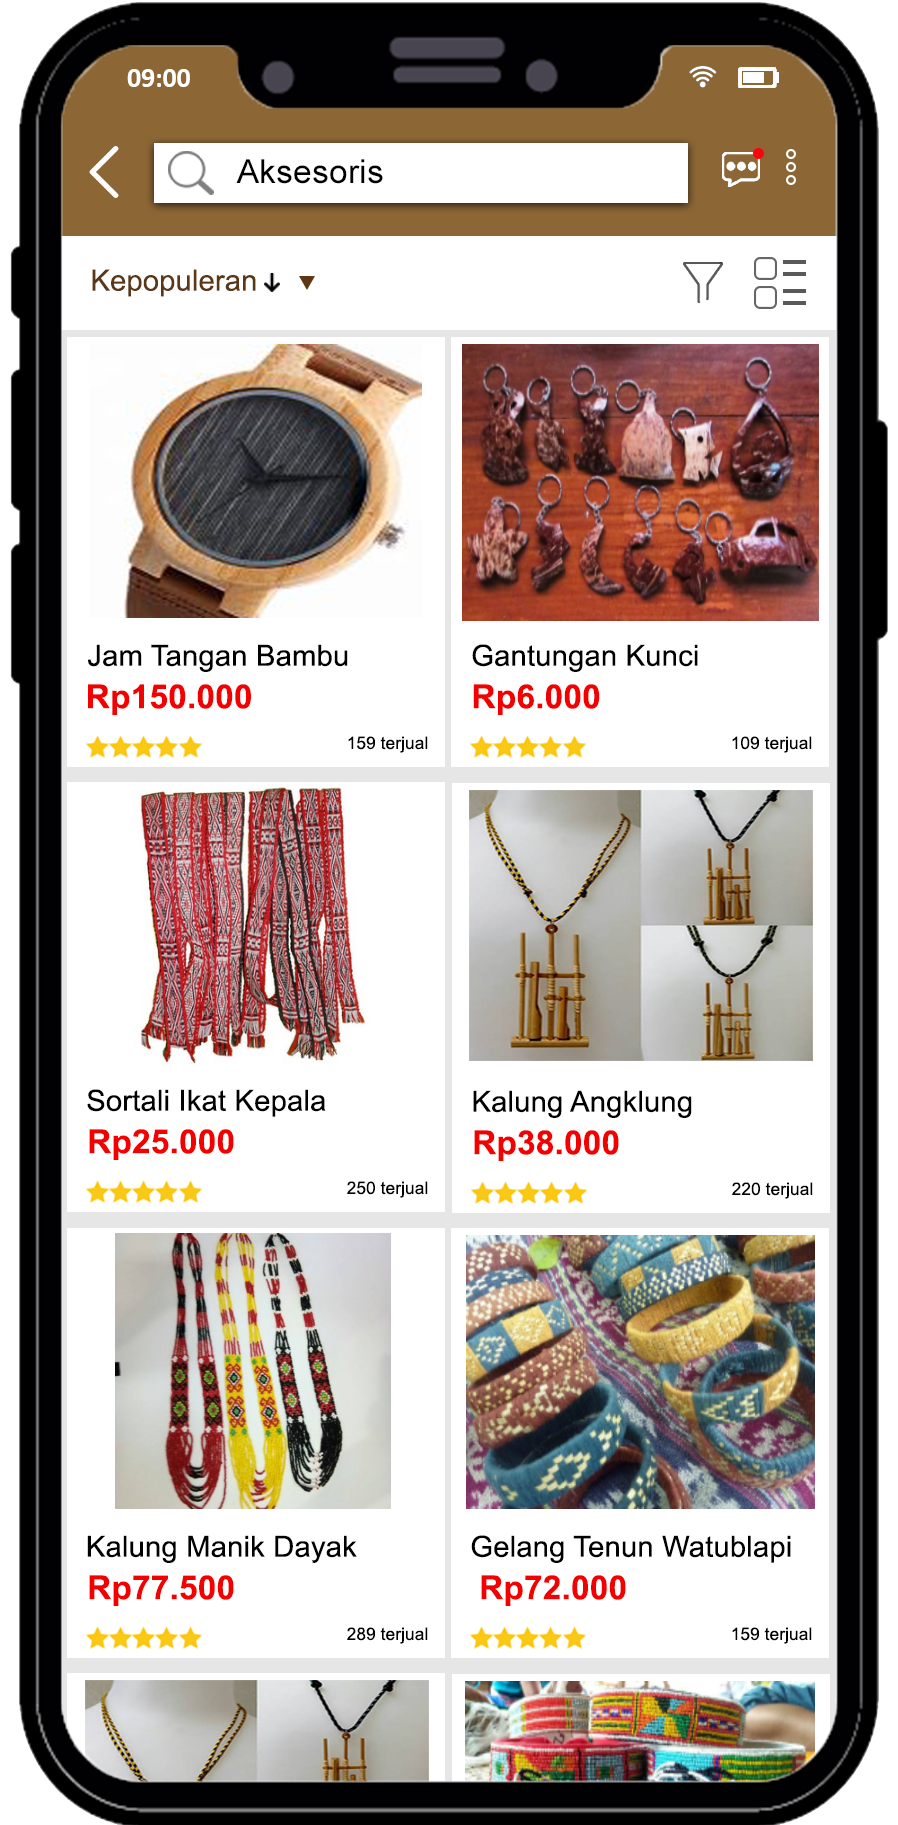 09:00
Aksesoris
Kepopuleran
Jam Tangan Bambu
Rp150.000
159 terjual
Gantungan Kunci
Rp6.000
109 terjual
Sortali Ikat Kepala
Rp25.000
250 terjual
Kalung Angklung
Rp38.000
220 terjual
Kalung Manik Dayak
Rp77.500
289 terjual
Gelang Tenun Watublapi
Rp72.000
159 terjual